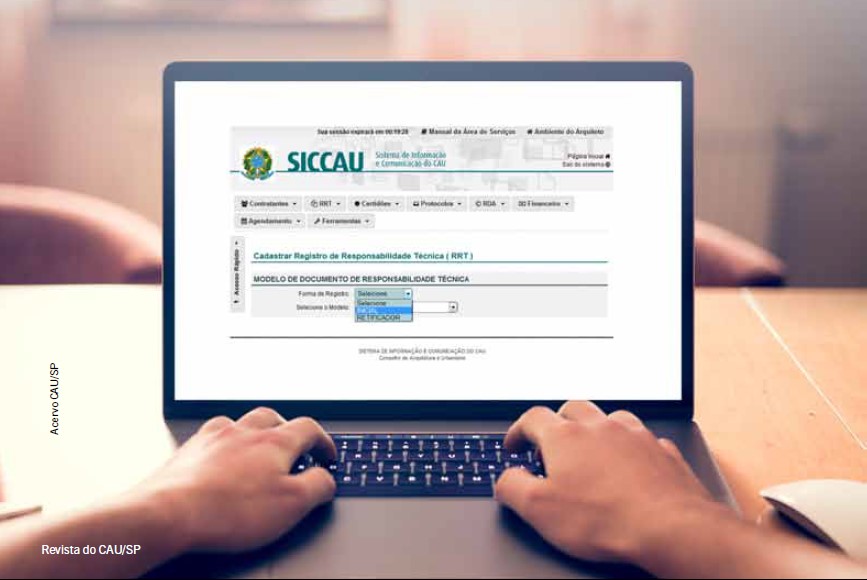 Sua sessão expirará em 00:19:28 Manual da Área de Serviços Ambiente do Arquiteto
SICCAU
Sistema de Informação
e Comunicação do CAU
Página Inicial
Sair do sistema
Contratantes RRT Certidões Protocolos RDA Financeiro
Agendamento Ferramentas
Acesso Rápido
Cadastrar Registro de Responsabilidade Técnica ( RRT )
MODELO DE DOCUMENTO DE RESPONSABILIDADE TÉCNICA
Forma de Registro: Selecione
Selecione
INICIAL
RETIFICADOR
Selecione o Modelo:
SISTEMA DE INFORMAÇÃO E COMUNICAÇÃO DO CAU
Conselho de Arquitetura e Urbanismo
Acervo CAU/SP
Revista do CAU/SP